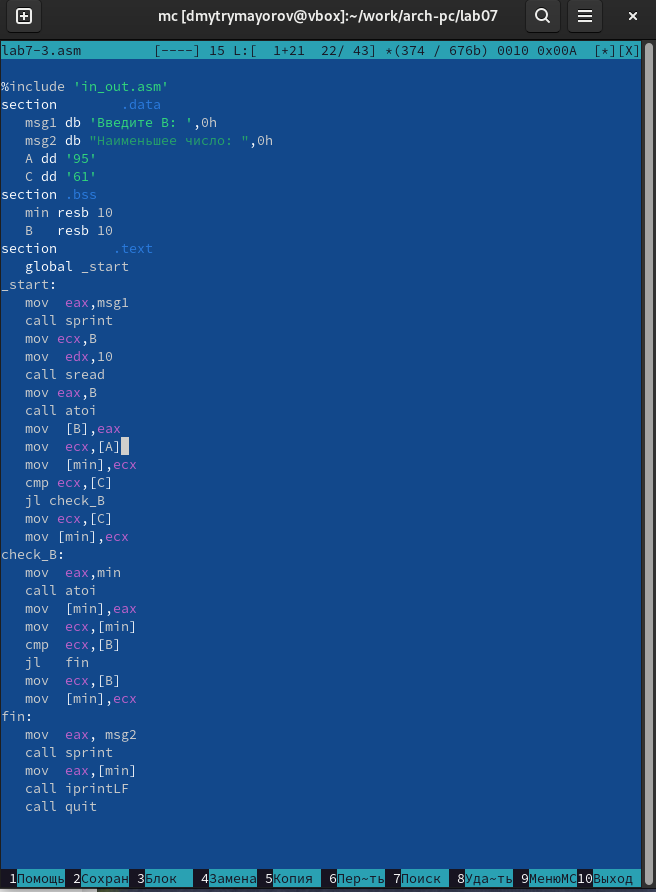 mc [dmytrymayorov@vbox]:~/work/arch-pc/lab07
lab7-3.asm [----] 15 L:[ 1+21 22/ 43] *(374 / 676b) 0010 0x00A [*][X]
%include 'in_out.asm'
section .data
msg1 db 'Введите B: ',0h
msg2 db "Наименьшее число: ",0h
A dd '95'
C dd '61'
section .bss
min resb 10
B resb 10
section .text
global _start
_start:
mov eax,msg1
call sprint
mov ecx,B
mov edx,10
call sread
mov eax,B
call atoi
mov [B],eax
mov ecx,[A]
mov [min],ecx
cmp ecx,[C]
jl check_B
mov ecx,[C]
mov [min],ecx
check_B:
mov eax,min
call atoi
mov [min],eax
mov ecx,[min]
cmp ecx,[B]
jl fin
mov ecx,[B]
mov [min],ecx
fin:
mov eax, msg2
call sprint
mov eax,[min]
call iprintLF
call quit
1Помощь 2Сохран 3Блок 4Замена 5Копия 6Пер~ть 7Поиск 8Уда~ть 9МенюMC 10Выход